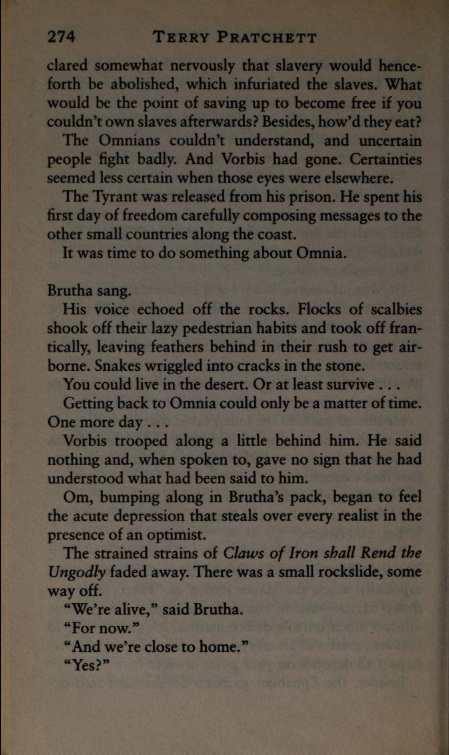 274 TERRY PRATCHETT
clared somewhat nervously that slavery would hence-
forth be abolished, which infuriated the slaves. What
would be the point of saving up to become free if you
couldn't own slaves afterwards? Besides, how'd they eat?
The Omnians couldn't understand, and uncertain
people fight badly. And Vorbis had gone. Certainties
seemed less certain when those eyes were elsewhere.
The Tyrant was released from his prison. He spent his
first day of freedom carefully composing messages to the
other small countries along the coast.
It was time to do something about Omnia.
Brutha sang.
His voice echoed off the rocks. Flocks of scalbies
shook off their lazy pedestrian habits and took off fran-
tically, leaving feathers behind in their rush to get air-
borne. Snakes wriggled into cracks in the stone.
You could live in the desert. Or at least survive . . .
Getting back to Omnia could only be a matter of time.
One more day . . .
Vorbis trooped along a little behind him. He said
nothing and, when spoken to, gave no sign that he had
understood what had been said to him.
Om, bumping along in Brutha's pack, began to feel
the acute depression that steals over every realist in the
presence of an optimist.
The strained strains of Claws of Iron shall Rend the
Ungodly faded away. There was a small rockslide, some
way off.
"We're alive," said Brutha.
"For now."
"And we're close to home."
"Yes?"